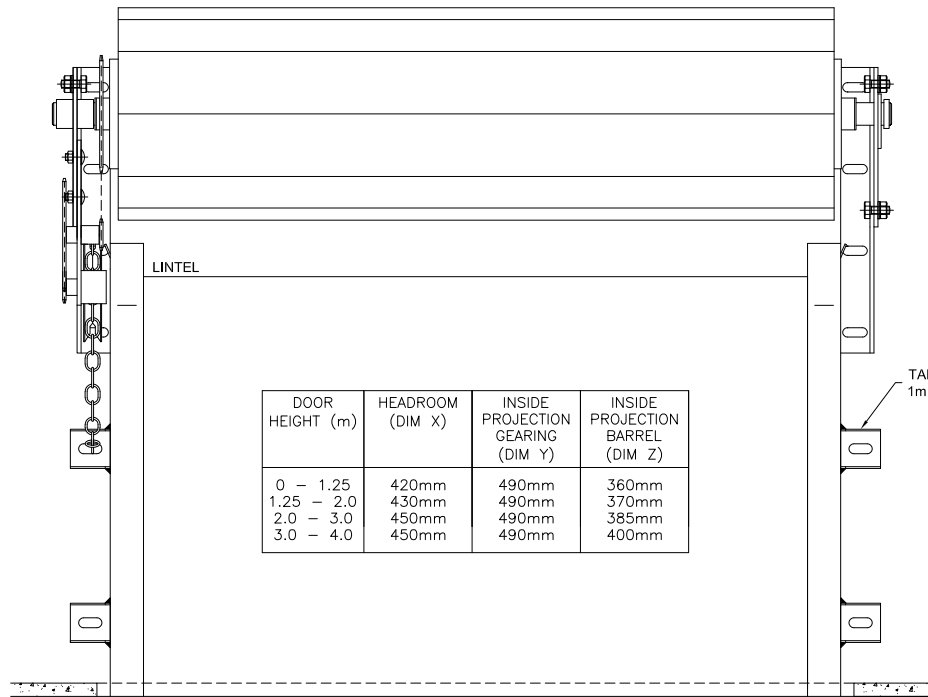 LINTEL
TAI
1m
DOOR HEADROOM INSIDE INSIDE
HEIGHT (m) (DIM X) PROJECTION PROJECTION
GEARING BARREL
(DIM Y) (DIM Z)
0 – 1.25 420mm 490mm 360mm
1.25 – 2.0 430mm 490mm 370mm
2.0 – 3.0 450mm 490mm 385mm
3.0 – 4.0 450mm 490mm 400mm